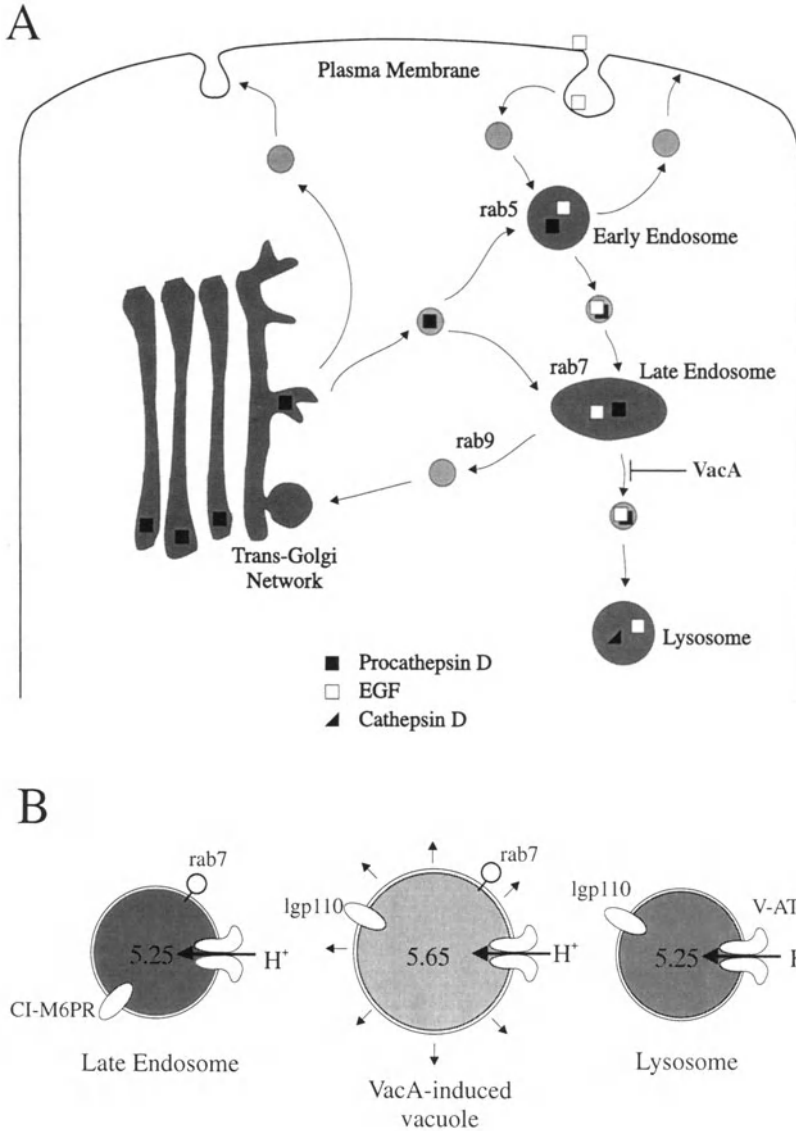 A
Plasma Membrane
rab5
Early Endosome
rab7
Late Endosome
rab9
VacA
Trans-Golgi
Network
Lysosome
Procathepsin D
EGF
Cathepsin D
B
rab7
5.25
H⁺
CI-M6PR
Late Endosome
lgp110
rab7
5.65
H⁺
VacA-induced
vacuole
lgp110
V-AT
5.25
Lysosome